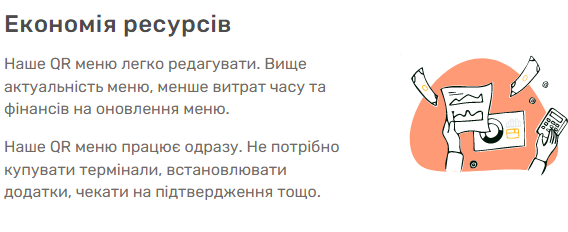 Економія ресурсів
Наше QR меню легко редагувати. Вище
актуальність меню, менше витрат часу та
фінансів на оновлення меню.
Наше QR меню працює одразу. Не потрібно
купувати термінали, встановлювати
додатки, чекати на підтвердження тощо.